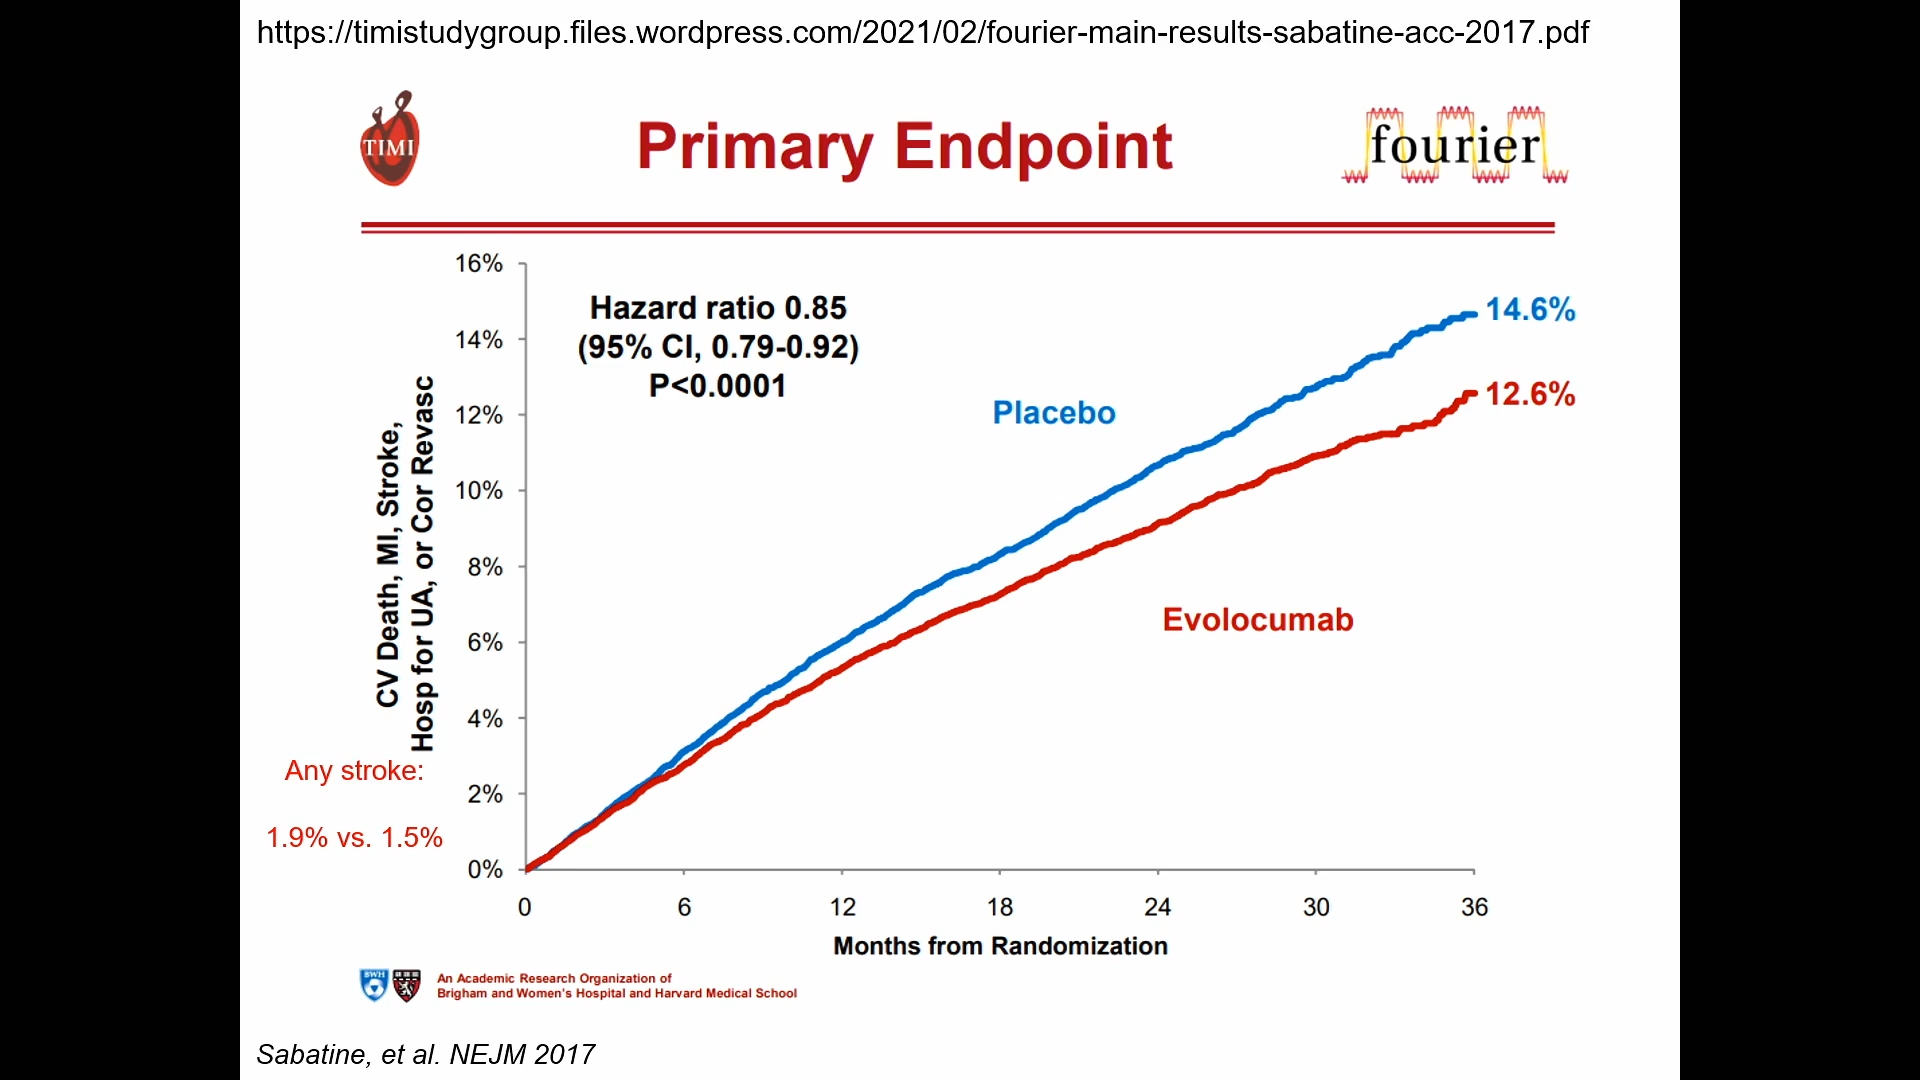 https://timistudygroup.files.wordpress.com/2021/02/fourier-main-results-sabatine-acc-2017.pdf
TIMI
Primary Endpoint
fourier
16%
14%
12%
10%
8%
6%
4%
2%
0%
CV Death, MI, Stroke,
Hosp for UA, or Cor Revasc
Hazard ratio 0.85
(95% CI, 0.79-0.92)
P<0.0001
14.6%
12.6%
Placebo
Evolocumab
Any stroke:
1.9% vs. 1.5%
0 6 12 18 24 30 36
Months from Randomization
BWH
An Academic Research Organization of
Brigham and Women's Hospital and Harvard Medical School
Sabatine, et al. NEJM 2017